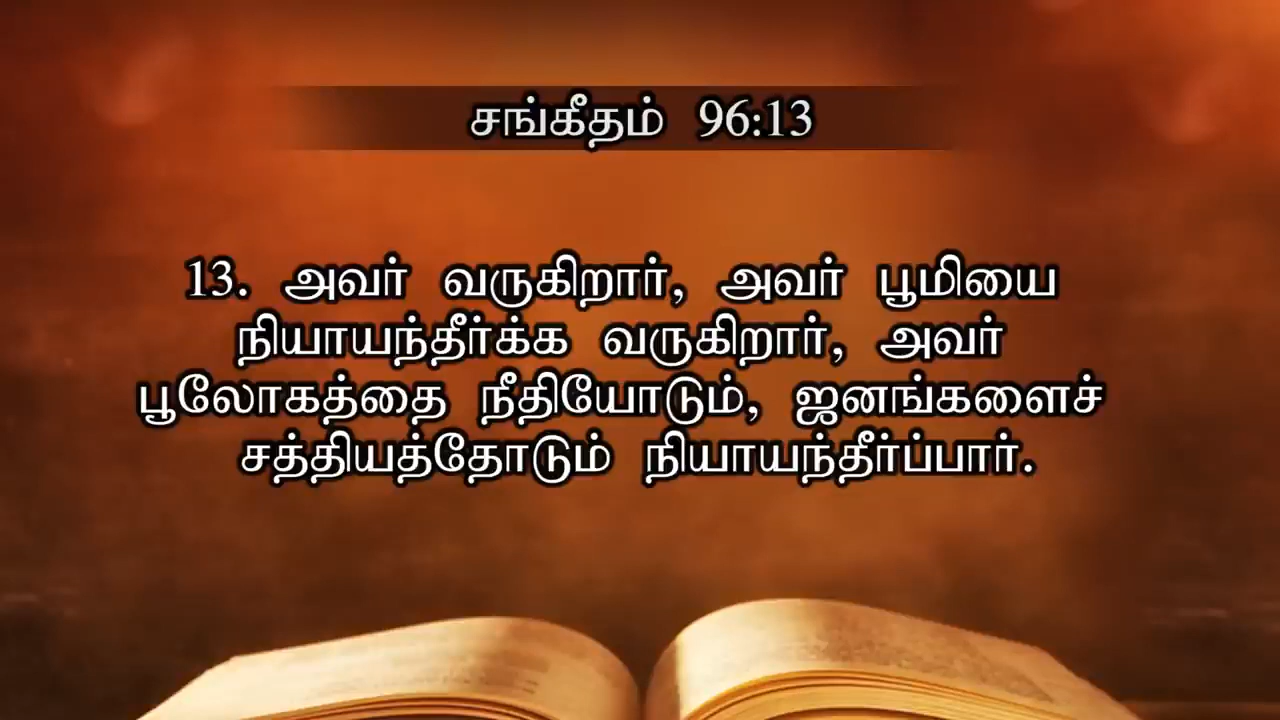 சங்கீதம் 96:13
13. அவர் வருகிறார், அவர் பூமியை
நியாயந்தீர்க்க வருகிறார், அவர்
பூலோகத்தை நீதியோடும், ஜனங்களைச்
சத்தியத்தோடும் நியாயந்தீர்ப்பார்.